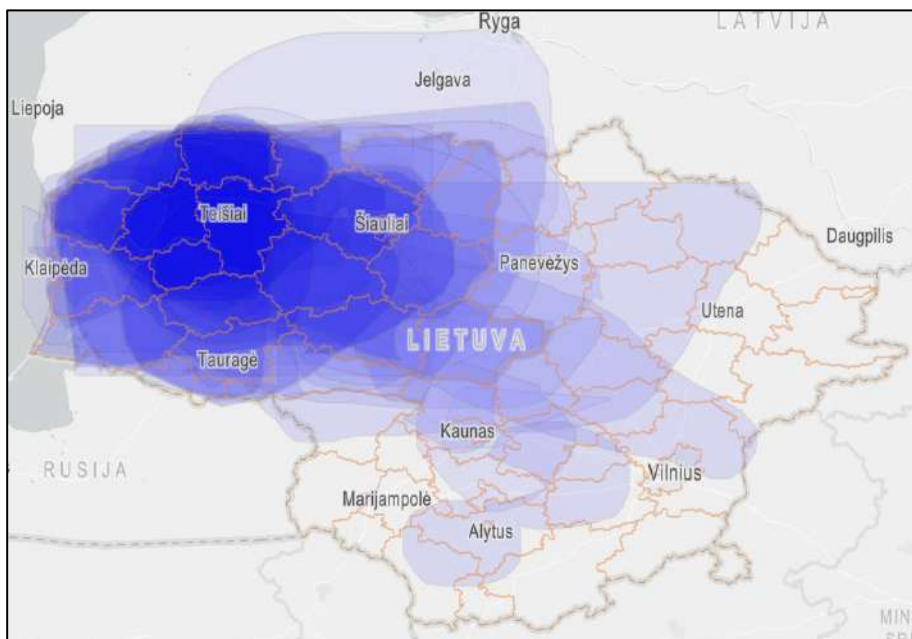 Ryga
LATVIJA
Jelgava
Liepoja
Telšiai
Šiauliai
Daugpilis
Klaipėda
Panevėžys
Utena
LIETUVA
Tauragė
Kaunas
RUSIJA
Vilnius
Marijampolė
Alytus
MIN